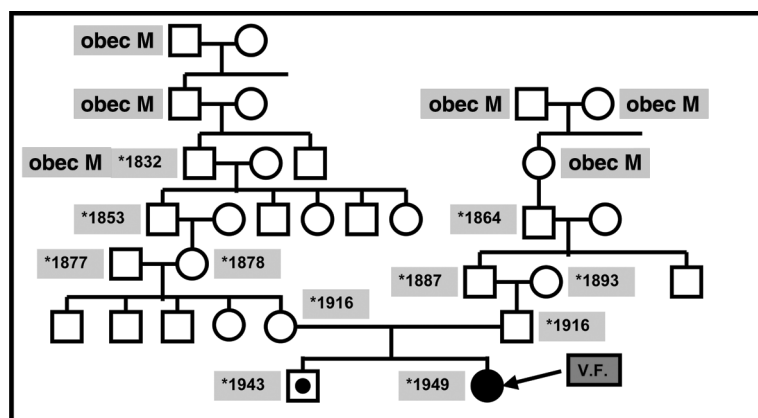 obec M
obec M
obec M
obec M
obec M *1832
obec M
*1853
*1864
*1877
*1878
*1887
*1893
*1916
*1916
*1943
*1949
V.F.